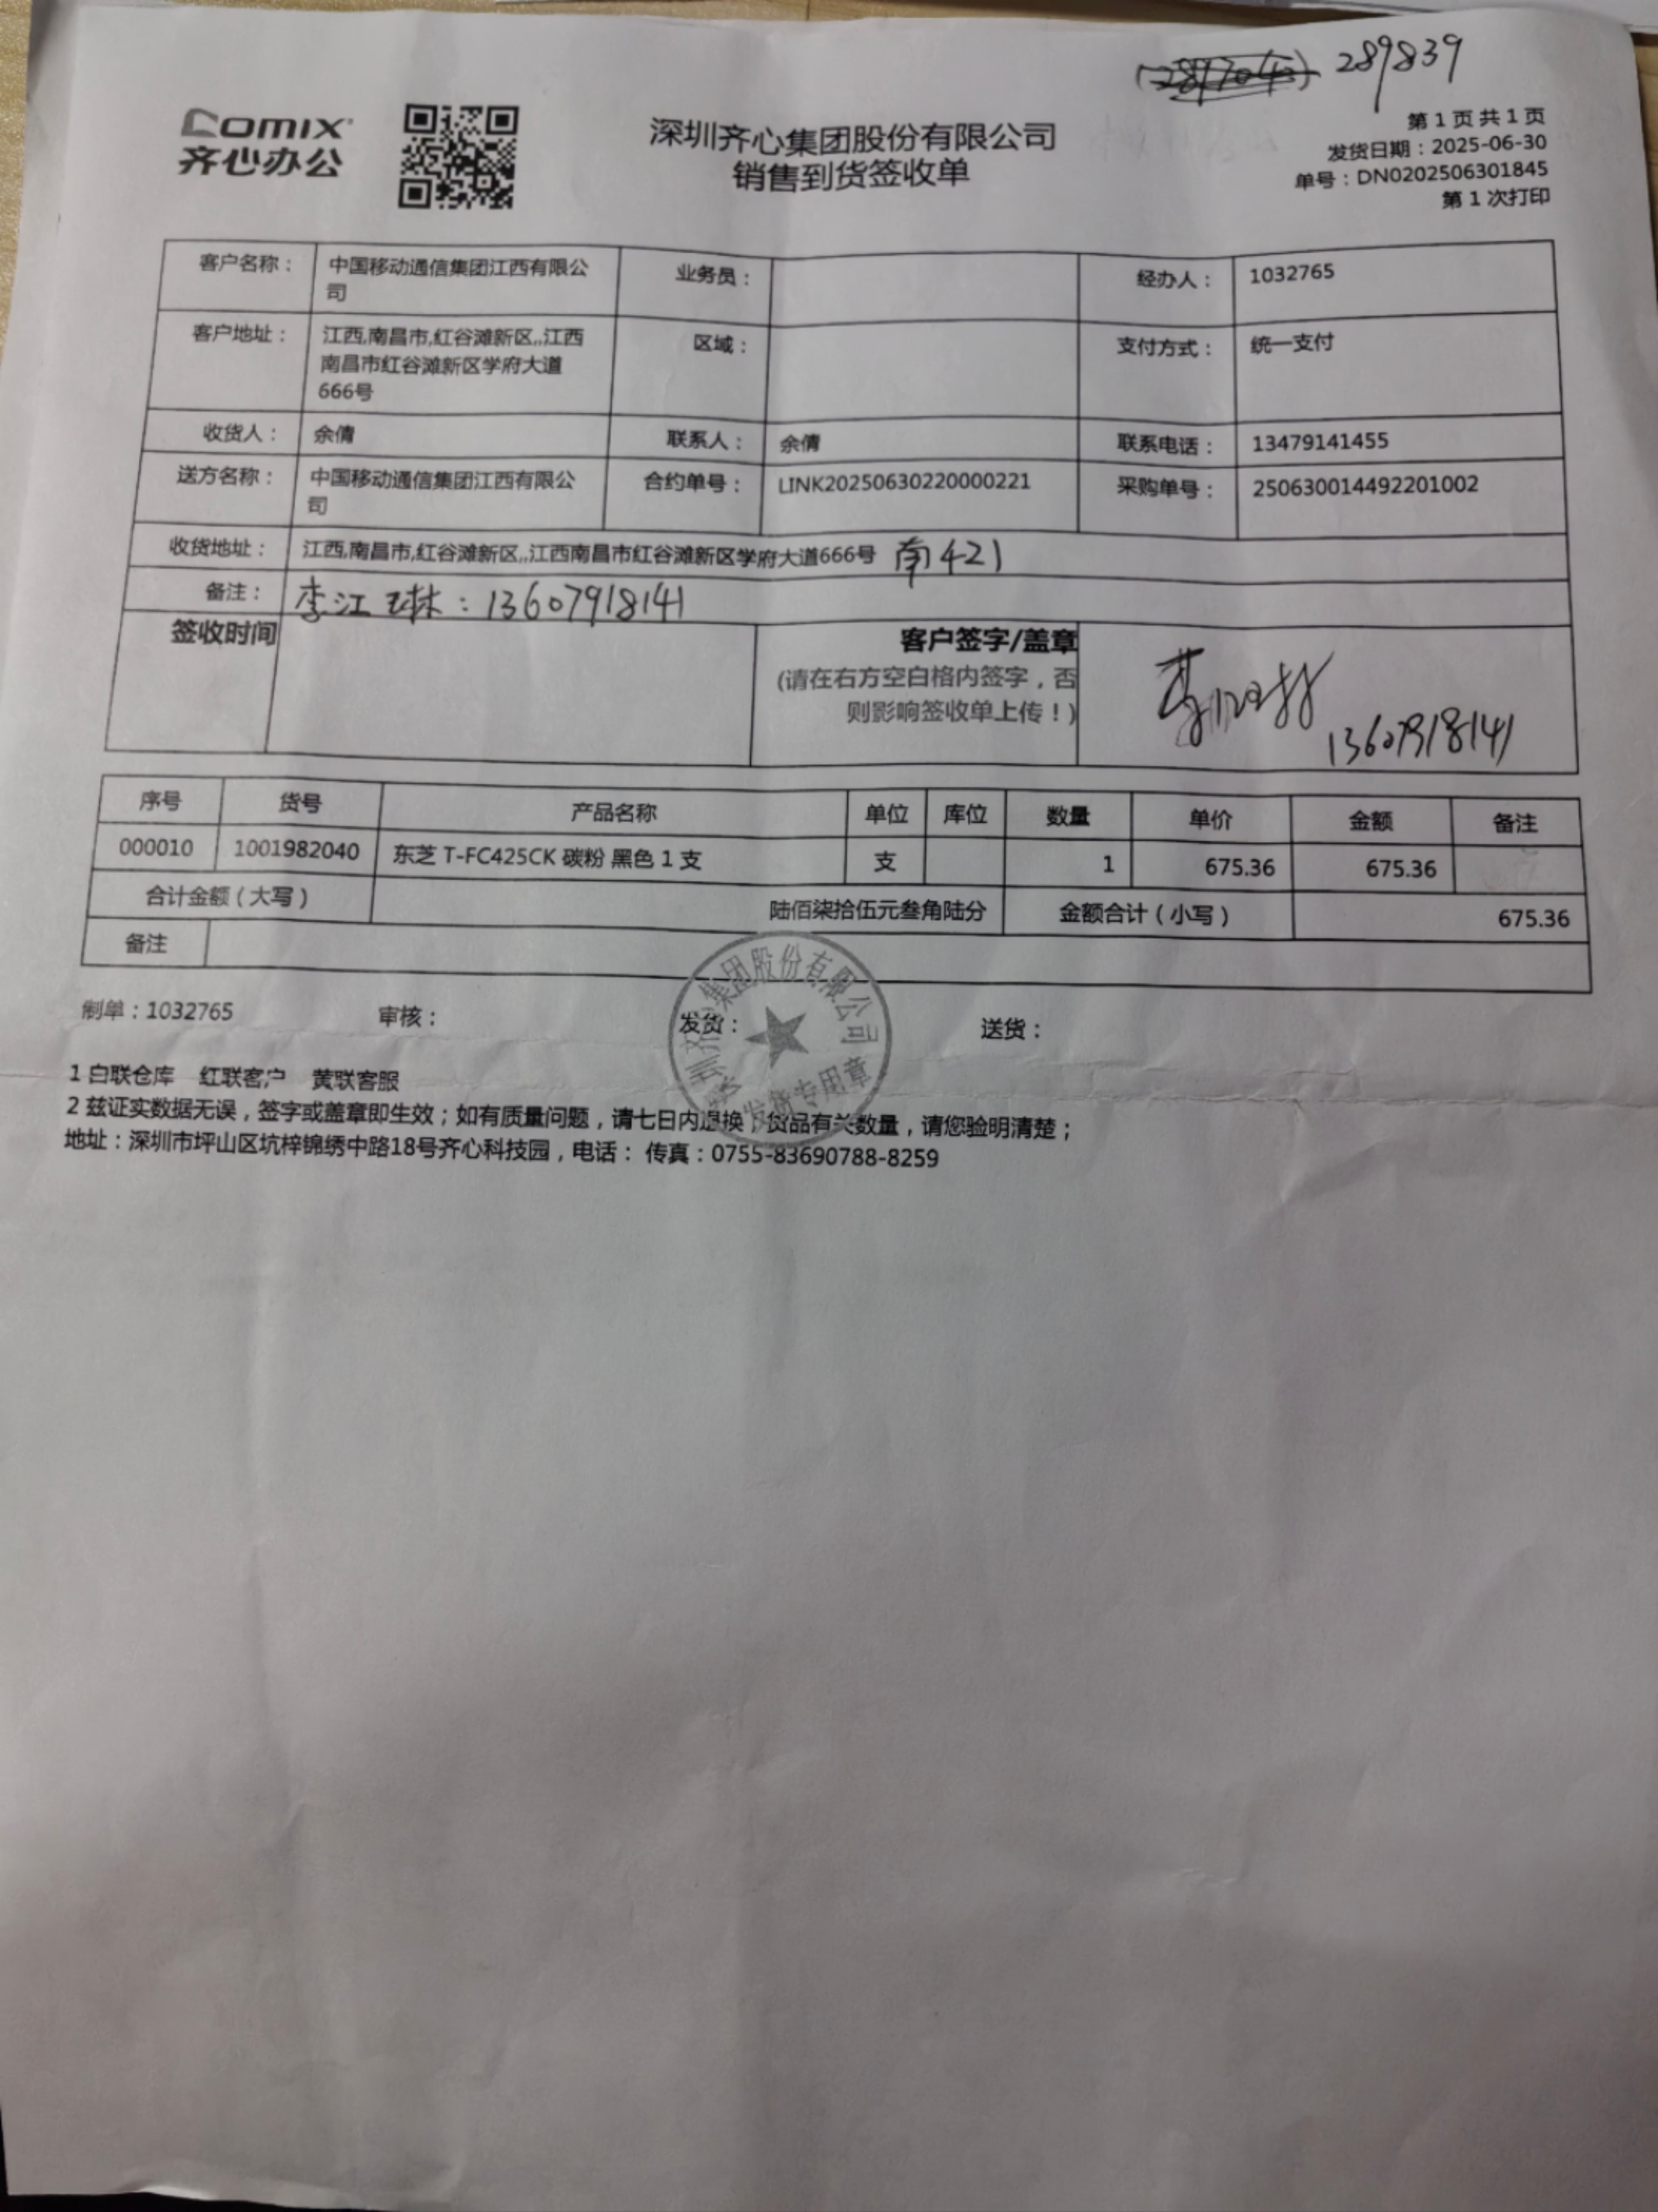 289839
COMIX
齐心办公
深圳齐心集团股份有限公司
销售到货签收单
第 1 页 共 1 页
发货日期：2025-06-30
单号：DN0202506301845
第 1 次打印
客户名称： 中国移动通信集团江西有限公司 业务员： 经办人： 1032765
客户地址： 江西,南昌市,红谷滩新区,,江西南昌市红谷滩新区学府大道666号 区域： 支付方式： 统一支付
收货人： 余倩 联系人： 余倩 联系电话： 13479141455
送方名称： 中国移动通信集团江西有限公司 合约单号： LINK20250630220000221 采购单号： 250630014492201002
收货地址： 江西,南昌市,红谷滩新区,,江西南昌市红谷滩新区学府大道666号 南421
备注： 李江琳：13607918141
签收时间 客户签字/盖章
(请在右方空白格内签字，否
则影响签收单上传！)
13607918141
序号 货号 产品名称 单位 库位 数量 单价 金额 备注
000010 1001982040 东芝 T-FC425CK 碳粉 黑色 1 支 支 1 675.36 675.36
合计金额（大写） 陆佰柒拾伍元叁角陆分 金额合计（小写） 675.36
备注
制单：1032765 审核： 发货： 送货：
深圳齐心集团股份有限公司
发货专用章
1 白联仓库 红联客户 黄联客服
2 兹证实数据无误，签字或盖章即生效；如有质量问题，请七日内退换，货品有关数量，请您验明清楚；
地址：深圳市坪山区坑梓锦绣中路18号齐心科技园，电话： 传真：0755-83690788-8259